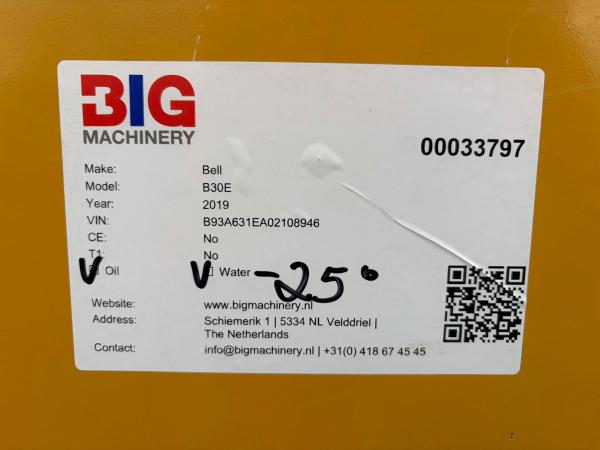 BIG
MACHINERY
00033797
Make: Bell
Model: B30E
Year: 2019
VIN: B93A631EA02108946
CE: No
T1: No
V Oil V Water -25°
Website: www.bigmachinery.nl
Address: Schiemerik 1 | 5334 NL Velddriel |
The Netherlands
Contact: info@bigmachinery.nl | +31(0) 418 67 45 45